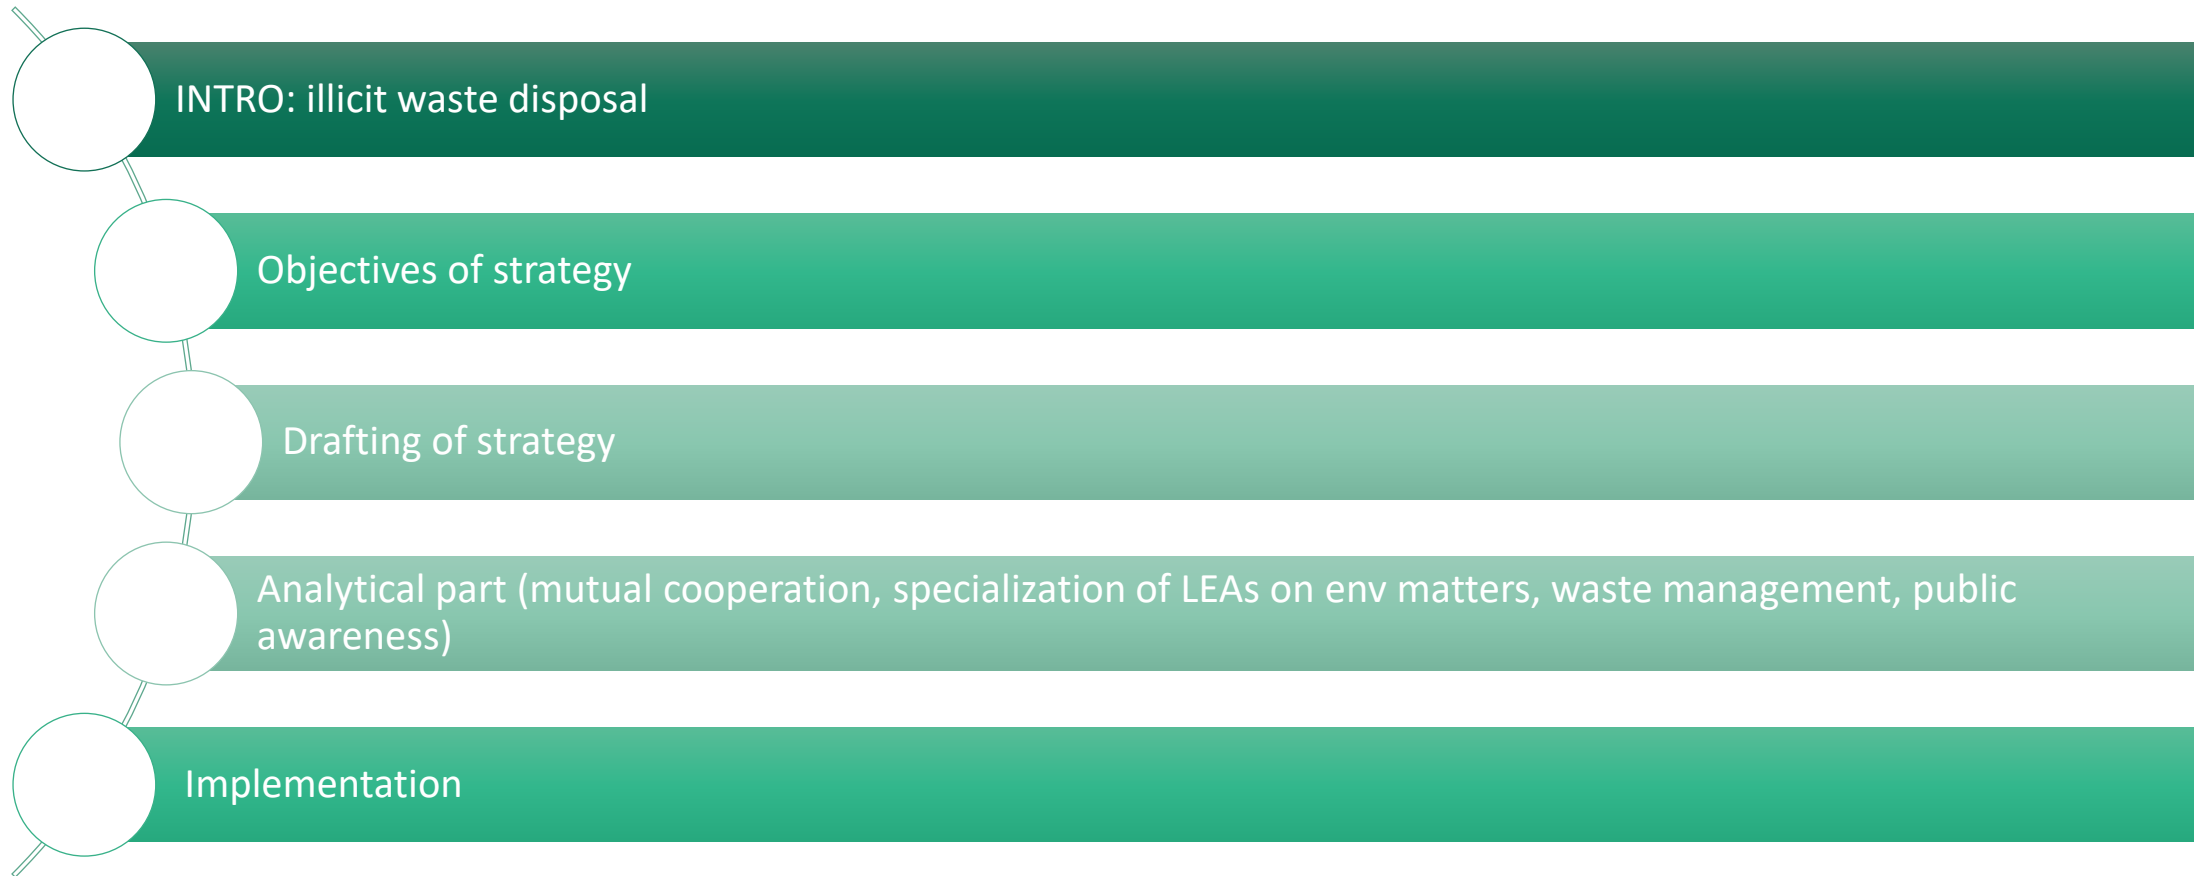 INTRO: illicit waste disposal
Objectives of strategy
Drafting of strategy
Analytical part (mutual cooperation, specialization of LEAs on env matters, waste management, public
awareness)
Implementation